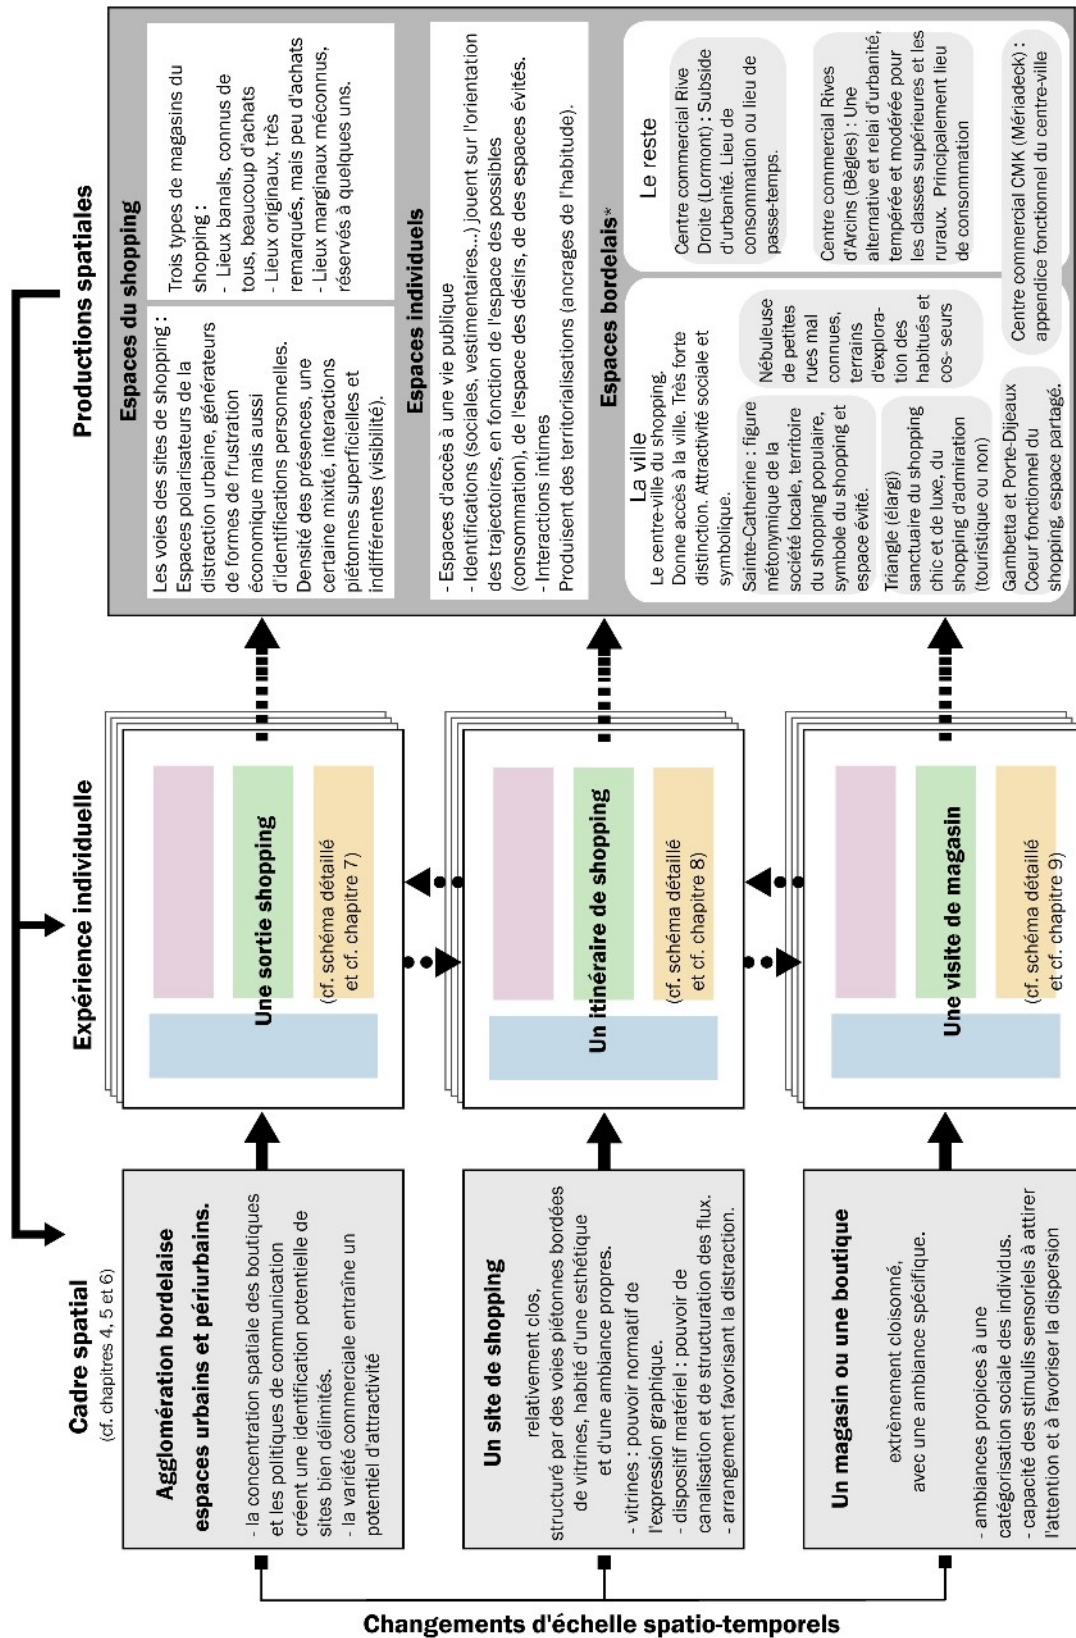 Changements d'échelle spatio-temporels
Cadre spatial
(cf. chapitres 4, 5 et 6)
Agglomération bordelaise
espaces urbains et périurbains.
- la concentration spatiale des boutiques
et les politiques de communication
créent une identification potentielle de
sites bien délimités.
- la variété commerciale entraîne un
potentiel d'attractivité
Un site de shopping
relativement clos,
structuré par des voies piétonnes bordées
de vitrines, habité d'une esthétique
et d'une ambiance propres.
- vitrines : pouvoir normatif de
l'expression graphique.
- dispositif matériel : pouvoir de
canalisation et de structuration des flux.
- arrangement favorisant la distraction.
Un magasin ou une boutique
extrèmement cloisonné,
avec une ambiance spécifique.
- ambiances propices à une
catégorisation sociale des individus.
- capacité des stimulis sensoriels à attirer
l'attention et à favoriser la dispersion
Expérience individuelle
Une sortie shopping
(cf. schéma détaillé
et cf. chapitre 7)
Un itinéraire de shopping
(cf. schéma détaillé
et cf. chapitre 8)
Une visite de magasin
(cf. schéma détaillé
et cf. chapitre 9)
Productions spatiales
Espaces du shopping
Les voies des sites de shopping :
Espaces polarisateurs de la
distraction urbaine, générateurs
de formes de frustration
économique mais aussi
d'identifications personnelles.
Densité des présences, une
certaine mixité, interactions
piétonnes superficielles et
indifférentes (visibilité).
Trois types de magasins du
shopping :
- Lieux banals, connus de
tous, beaucoup d'achats
- Lieux originaux, très
remarqués, mais peu d'achats
- Lieux marginaux méconnus,
réservés à quelques uns.
Espaces individuels
- Espaces d'accès à une vie publique
- Identifications (sociales, vestimentaires...) jouent sur l'orientation
des trajectoires, en fonction de l'espace des possibles
(consommation), de l'espace des désirs, de des espaces évités.
- Interactions intimes
Produisent des territorialisations (ancrages de l'habitude).
Espaces bordelais*
La ville
Le centre-ville du shopping.
Donne accès à la ville. Très forte
distinction. Attractivité sociale et
symbolique.
Sainte-Catherine : figure
métonymique de la
société locale, territoire
du shopping populaire,
symbole du shopping et
espace évité.
Nébuleuse
de petites
rues mal
connues,
terrains
d'explora-
tion des
habitués et
cos- seurs
Triangle (élargi)
sanctuaire du shopping
chic et de luxe, du
shopping d'admiration
(touristique ou non)
Gambetta et Porte-Dijeaux
Coeur fonctionnel du
shopping, espace partagé.
Le reste
Centre commercial Rive
Droite (Lormont) : Subside
d'urbanité. Lieu de
consommation ou lieu de
passe-temps.
Centre commercial Rives
d'Arcins (Bègles) : Une
alternative et relai d'urbanité,
tempérée et modérée pour
les classes supérieures et les
ruraux. Principalement lieu
de consommation
Centre commercial CMK (Mériadeck) :
appendice fonctionnel du centre-ville